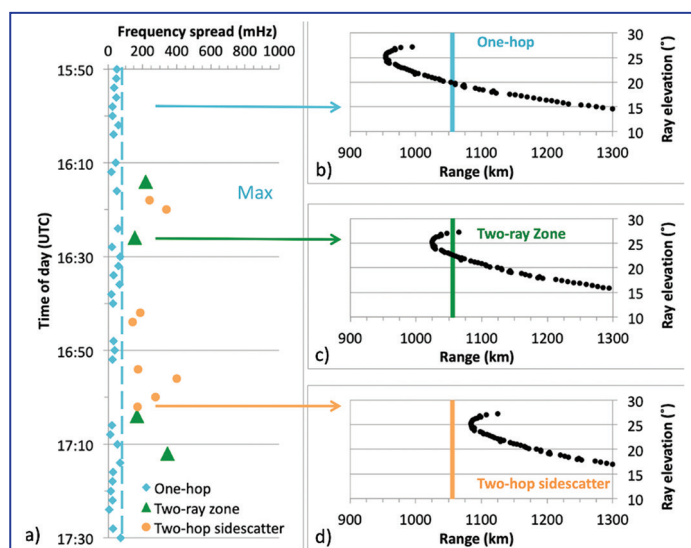 Frequency spread (mHz)
0 200 400 600 800 1000
Time of day (UTC)
15:50
16:10
16:30
16:50
17:10
17:30
Max
One-hop
Two-ray zone
Two-hop sidescatter
a)
One-hop
30
25
20
15
10
Ray elevation (°)
900 1000 1100 1200 1300
Range (km)
b)
Two-ray Zone
30
25
20
15
10
Ray elevation (°)
900 1000 1100 1200 1300
Range (km)
c)
Two-hop sidescatter
30
25
20
15
10
Ray elevation (°)
900 1000 1100 1200 1300
Range (km)
d)